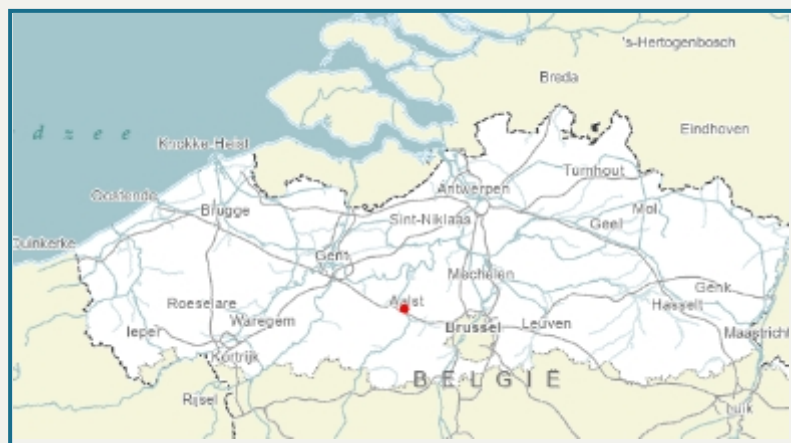 's-Hertogenbosch
Breda
Eindhoven
d z e e
Knokke-Heist
Turnhout
Antwerpen
Oostende
Mol
Brugge
Sint-Niklaas
Geel
Duinkerke
Gent
Mechelen
Genk
Roeselare
Aalst
Hasselt
Ieper
Waregem
Brussel
Leuven
Maastricht
Kortrijk
BELGIË
Rijsel
Luik